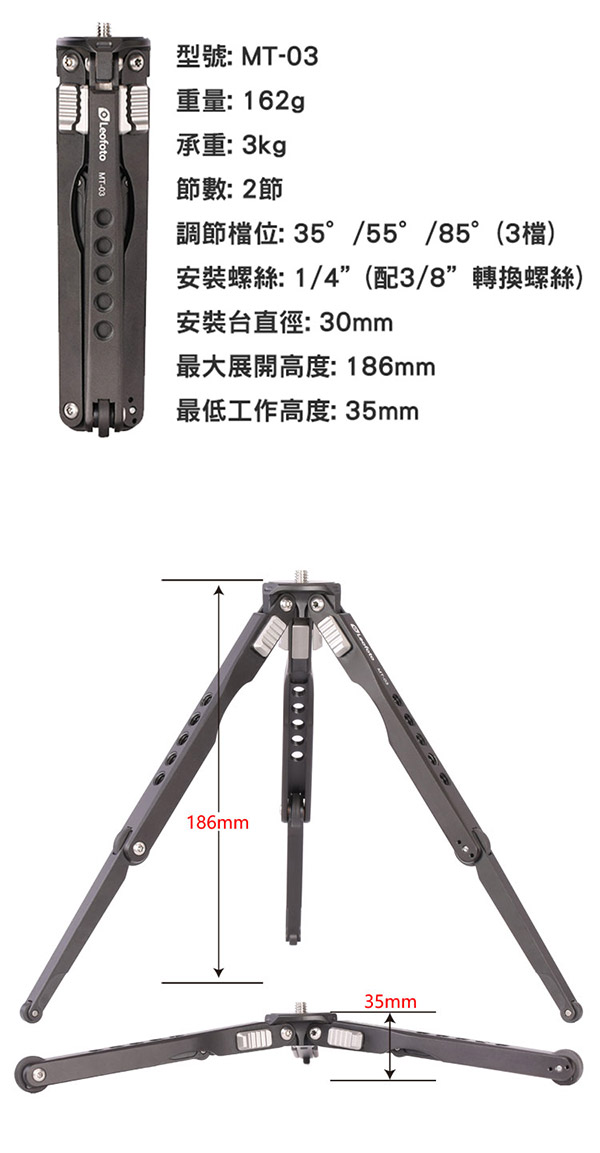 型號: MT-03
重量: 162g
承重: 3kg
節數: 2節
調節檔位: 35° /55° /85° (3檔)
安裝螺絲: 1/4” (配3/8” 轉換螺絲)
安裝台直徑: 30mm
最大展開高度: 186mm
最低工作高度: 35mm
Leofoto MT-03
Leofoto MT-03
186mm
35mm